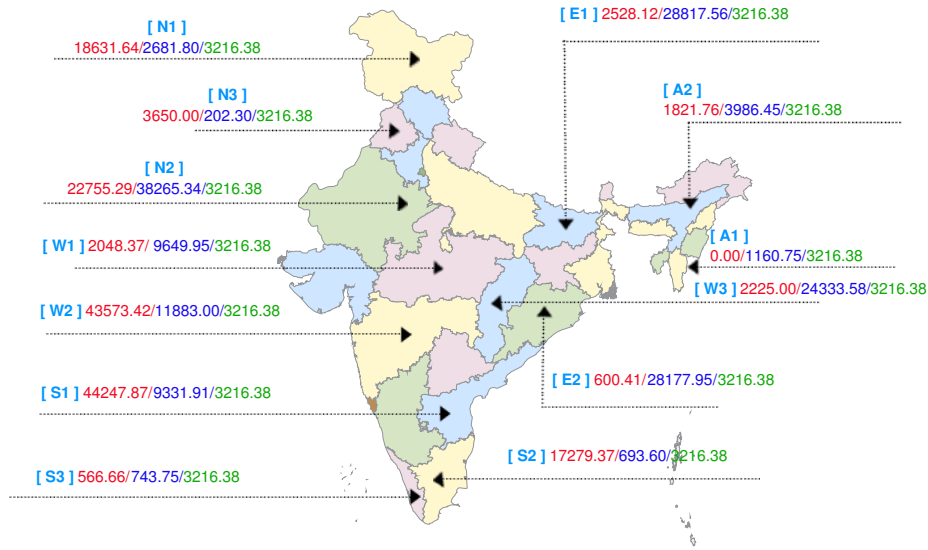 [ E1 ] 2528.12/28817.56/3216.38
[ N1 ]
18631.64/2681.80/3216.38
[ A2 ]
1821.76/3986.45/3216.38
[ N3 ]
3650.00/202.30/3216.38
[ N2 ]
22755.29/38265.34/3216.38
[ W1 ] 2048.37/ 9649.95/3216.38
[ A1 ]
0.00/1160.75/3216.38
[ W3 ] 2225.00/24333.58/3216.38
[ W2 ] 43573.42/11883.00/3216.38
[ E2 ] 600.41/28177.95/3216.38
[ S1 ] 44247.87/9331.91/3216.38
[ S2 ] 17279.37/693.60/3216.38
[ S3 ] 566.66/743.75/3216.38